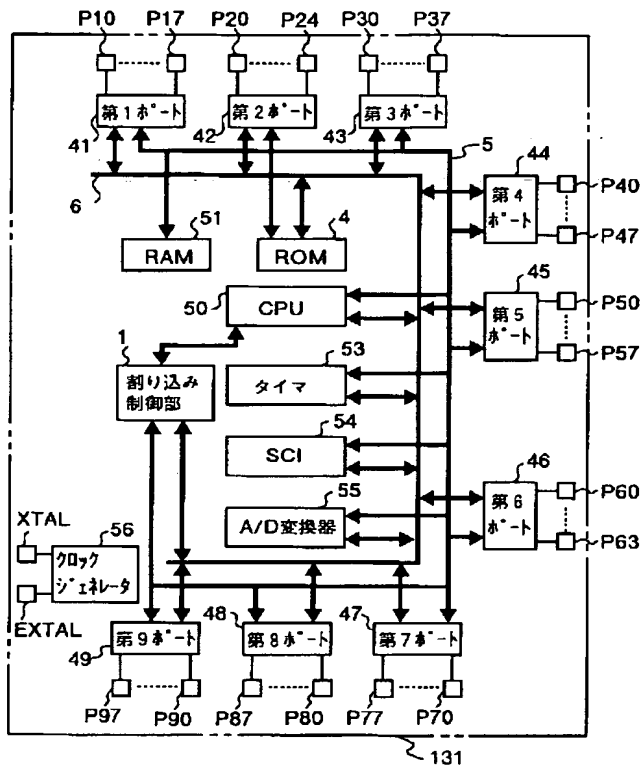 P10 P17 P20 P24 P30 P37
第1ポート 第2ポート 第3ポート
41 42 43
5
44
6
第4ポート
P40
P47
51
RAM
4
ROM
45
第5ポート
P50
P57
50
CPU
1
割り込み
制御部
53
タイマ
54
SCI
55
A/D変換器
46
第6ポート
P60
P63
XTAL
56
クロック
ジェネレータ
EXTAL
49 第9ポート
48 第8ポート
47 第7ポート
P97 P90 P87 P80 P77 P70
131